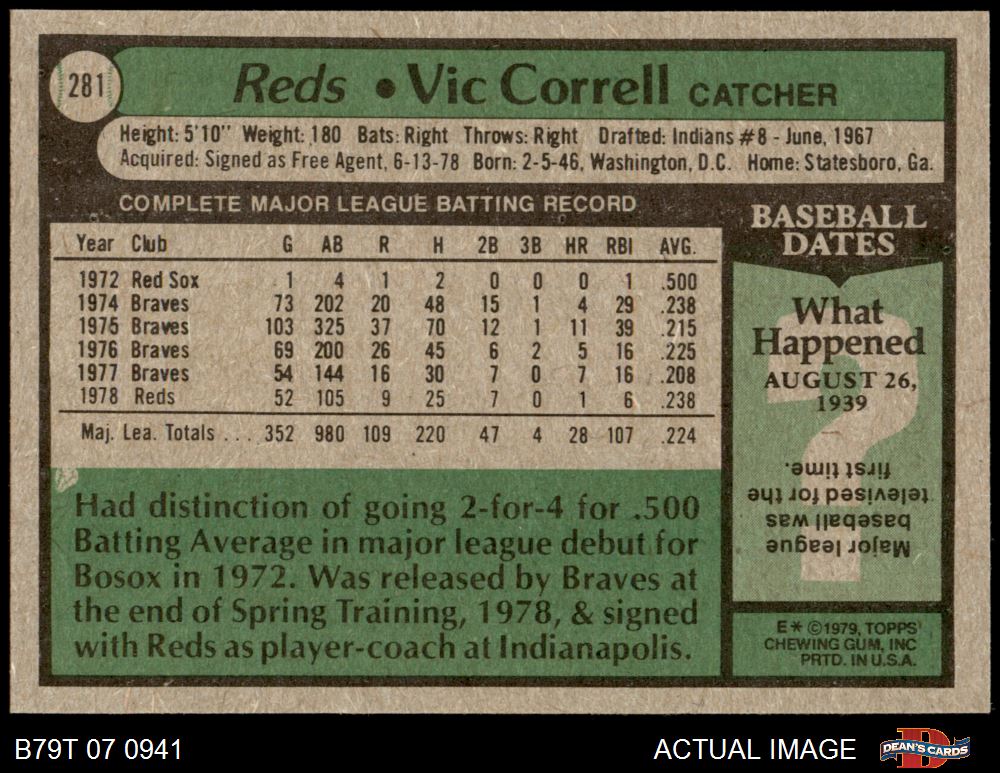 281
Reds • Vic Correll CATCHER
Height: 5'10" Weight: 180 Bats: Right Throws: Right Drafted: Indians #8 - June, 1967
Acquired: Signed as Free Agent, 6-13-78 Born: 2-5-46, Washington, D.C. Home: Statesboro, Ga.
COMPLETE MAJOR LEAGUE BATTING RECORD
Year Club G AB R H 2B 3B HR RBI AVG.
1972 Red Sox 1 4 1 2 0 0 0 1 .500
1974 Braves 73 202 20 48 15 1 4 29 .238
1975 Braves 103 325 37 70 12 1 11 39 .215
1976 Braves 69 200 26 45 6 2 5 16 .225
1977 Braves 54 144 16 30 7 0 7 16 .208
1978 Reds 52 105 9 25 7 0 1 6 .238
Maj. Lea. Totals . . . 352 980 109 220 47 4 28 107 .224
Had distinction of going 2-for-4 for .500
Batting Average in major league debut for
Bosox in 1972. Was released by Braves at
the end of Spring Training, 1978, & signed
with Reds as player-coach at Indianapolis.
BASEBALL
DATES
What
Happened
AUGUST 26,
1939
?
Major league
baseball was
televised for the
first time.
E* ©1979, TOPPS
CHEWING GUM, INC
PRTD. IN U.S.A.
B79T 07 0941
ACTUAL IMAGE
D
DEAN'S CARDS